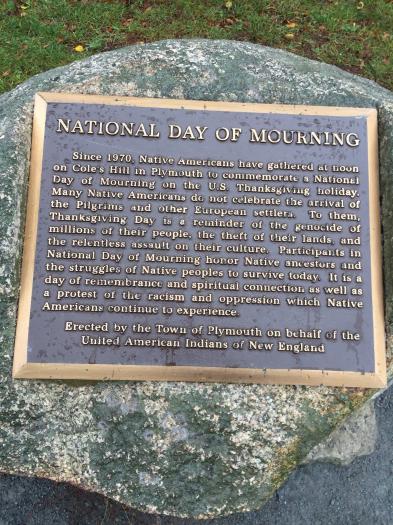 NATIONAL DAY OF MOURNING
Since 1970, Native Americans have gathered at noon
on Cole's Hill in Plymouth to commemorate a National
Day of Mourning on the U.S. Thanksgiving holiday.
Many Native Americans do not celebrate the arrival of
the Pilgrims and other European settlers. To them,
Thanksgiving Day is a reminder of the genocide of
millions of their people, the theft of their lands, and
the relentless assault on their culture. Participants in
National Day of Mourning honor Native ancestors and
the struggles of Native peoples to survive today. It is a
day of remembrance and spiritual connection as well as
a protest of the racism and oppression which Native
Americans continue to experience.
Erected by the Town of Plymouth on behalf of the
United American Indians of New England